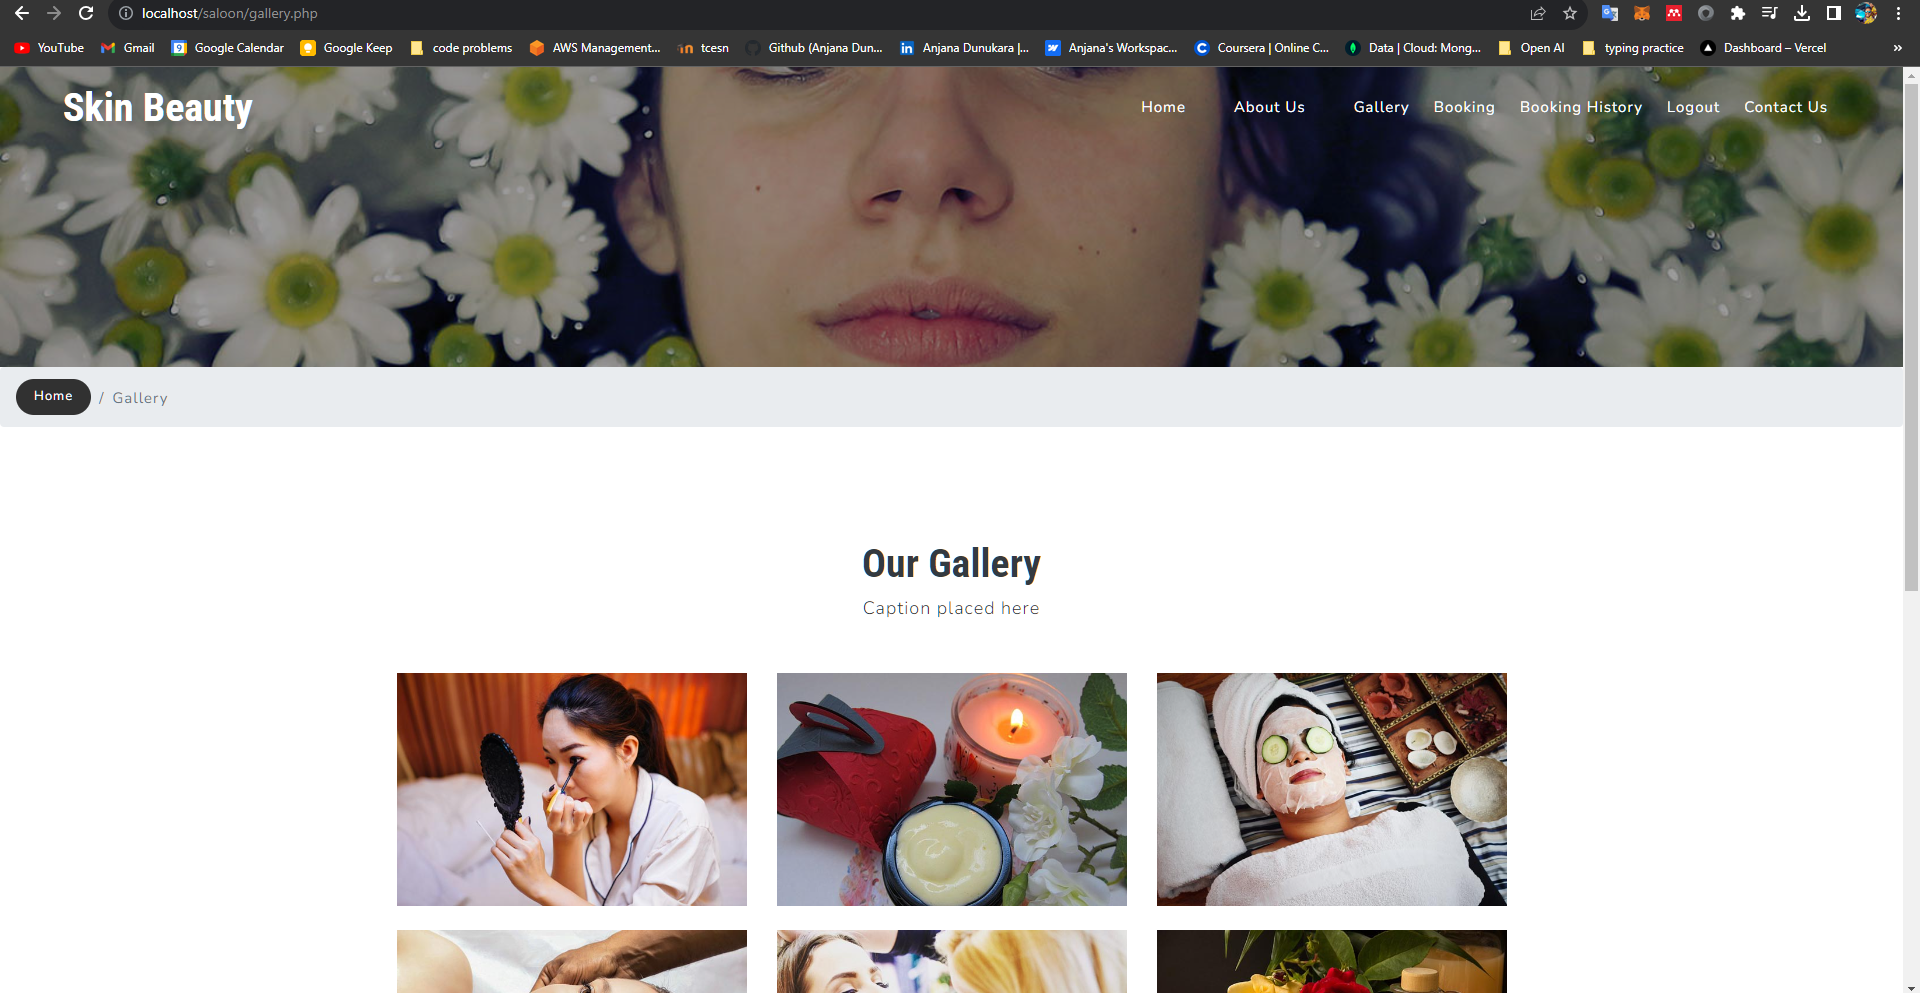 localhost/saloon/gallery.php
YouTube Gmail Google Calendar Google Keep code problems AWS Management... tcesn Github (Anjana Dun... Anjana Dunukara |... Anjana's Workspac... Coursera | Online C... Data | Cloud: Mong... Open AI typing practice Dashboard – Vercel »
Skin Beauty Home About Us Gallery Booking Booking History Logout Contact Us
Home / Gallery
Our Gallery
Caption placed here